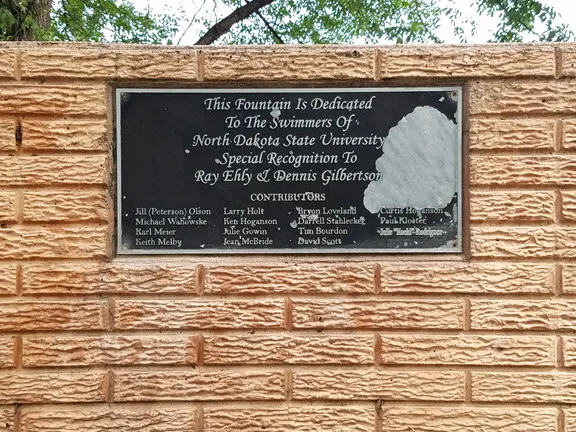 This Fountain Is Dedicated
To The Swimmers Of
North Dakota State University
Special Recognition To
Ray Ehly & Dennis Gilbertson
CONTRIBUTORS
Jill (Peterson) Olson Larry Holt Bryon Loveland Curtis Hoganson
Michael Wahowske Ken Hoganson Darrell Stahlecker Paul Kloster
Karl Meier Julie Gowin Tim Bourdon Julie "Kuehl" Rodriguez
Keith Melby Jean McBride David Scott